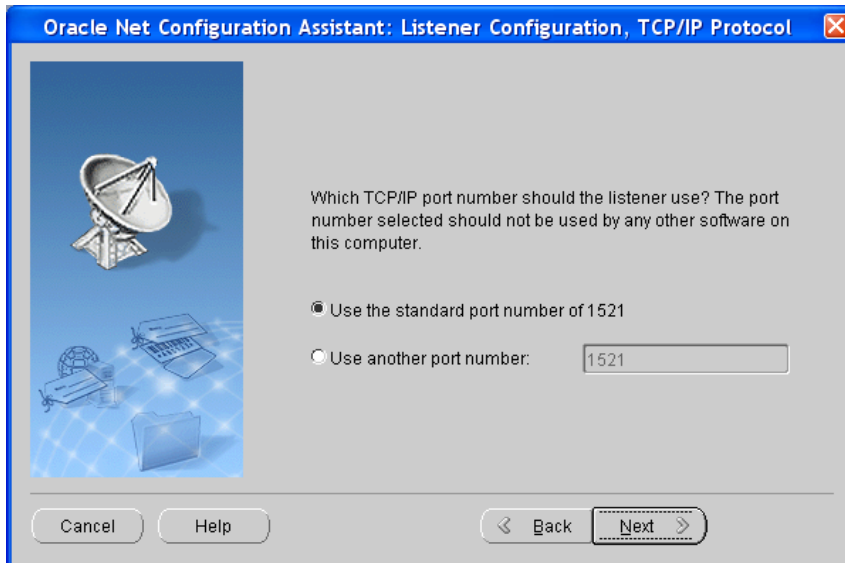 Oracle Net Configuration Assistant: Listener Configuration, TCP/IP Protocol
Which TCP/IP port number should the listener use? The port
number selected should not be used by any other software on
this computer.
Use the standard port number of 1521
Use another port number: 1521
Cancel Help Back Next